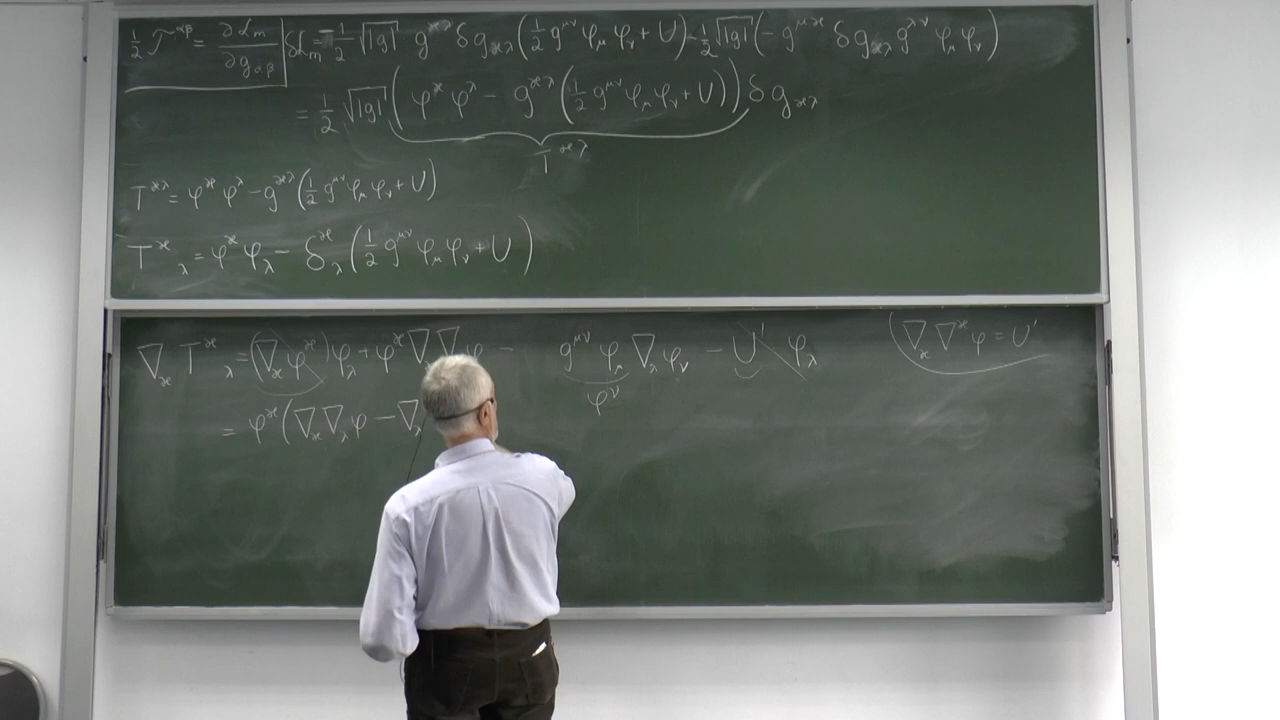 ½ 𝒯^{αβ} = ∂ℒ_m / ∂g_{αβ} | δℒ_m = -½ √|g| g^{ϰλ} δg_{ϰλ} (½ g^{μν} φ_μ φ_ν + U) - ½ √|g| (-g^{μϰ} δg_{ϰλ} g^{λν} φ_μ φ_ν)
= ½ √|g| (φ^ϰ φ^λ - g^{ϰλ} (½ g^{μν} φ_μ φ_ν + U)) δg_{ϰλ}
T^{ϰλ}
T^{ϰλ} = φ^ϰ φ^λ - g^{ϰλ} (½ g^{μν} φ_μ φ_ν + U)
T^ϰ_λ = φ^ϰ φ_λ - δ^ϰ_λ (½ g^{μν} φ_μ φ_ν + U)
∇_ϰ T^ϰ_λ = (∇_ϰ φ^ϰ) φ_λ + φ^ϰ ∇_ϰ ∇_λ φ - g^{μν} φ_μ ∇_λ φ_ν - U' φ_λ (∇_ϰ ∇^ϰ φ = U'
φ^ν
= φ^ϰ (∇_ϰ ∇_λ φ - ∇_λ